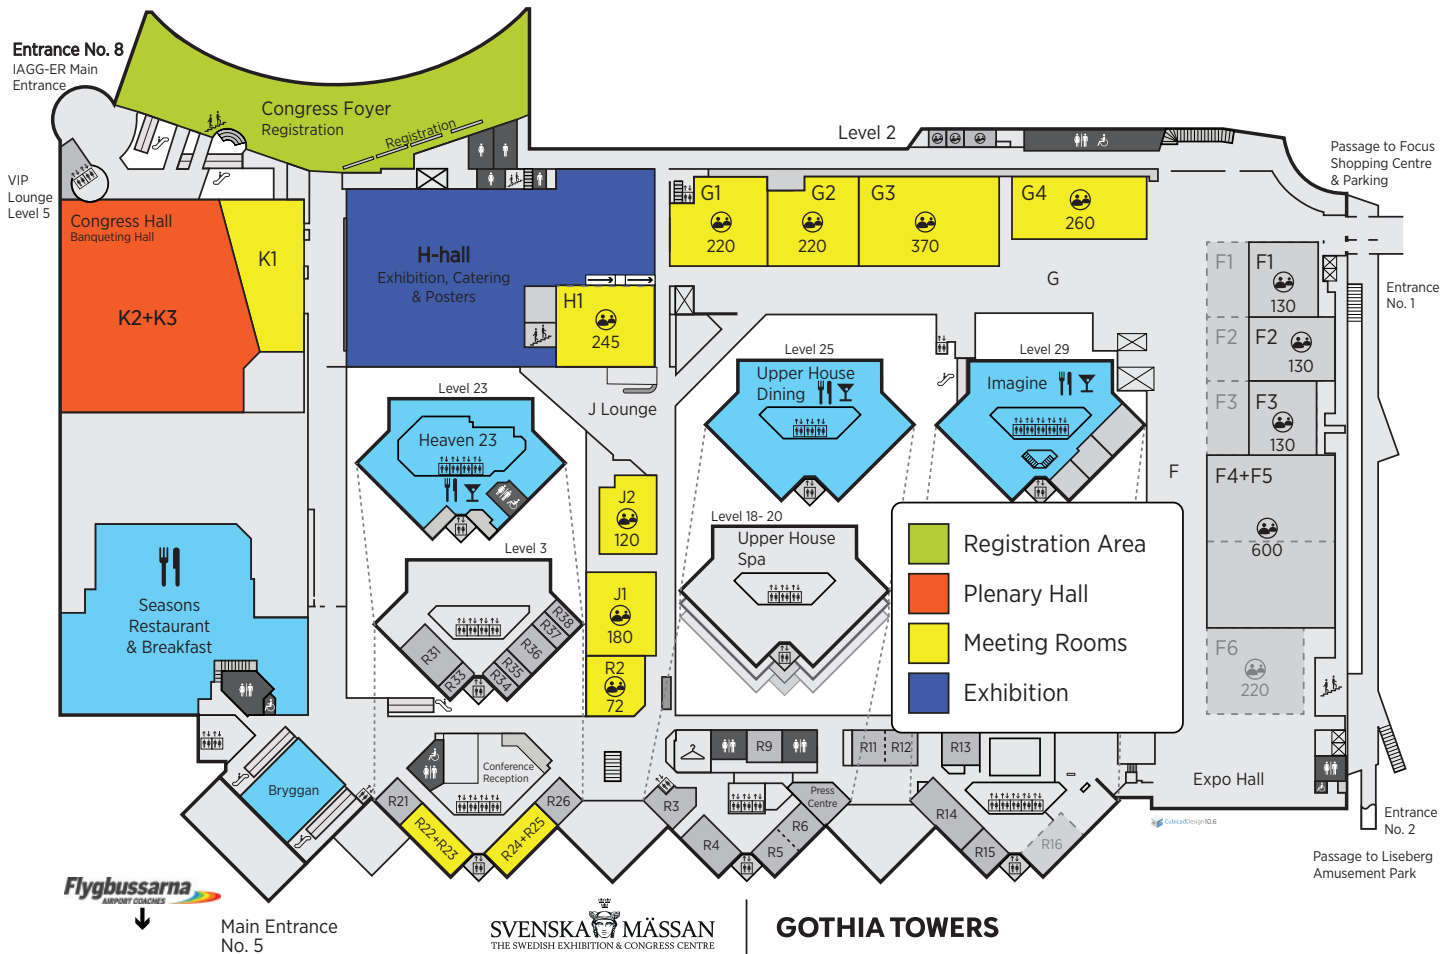 Entrance No. 8
IAGG-ER Main
Entrance
Congress Foyer
Registration
Registration
Level 2
Passage to Focus
Shopping Centre
& Parking
VIP
Lounge
Level 5
Congress Hall
Banqueting Hall
K1
K2+K3
H-hall
Exhibition, Catering
& Posters
H1
245
G1
220
G2
220
G3
370
G4
260
G
F1
F1
130
F2
F2
130
F3
F3
130
F4+F5
600
F6
220
F
Entrance
No. 1
Level 23
Heaven 23
J Lounge
Level 25
Upper House
Dining
Level 29
Imagine
J2
120
J1
180
R2
72
Level 3
R31
R33
R34
R35
R36
R37
R38
Level 18- 20
Upper House
Spa
Registration Area
Plenary Hall
Meeting Rooms
Exhibition
Seasons
Restaurant
& Breakfast
Bryggan
Conference
Reception
R21
R22+R23
R24+R25
R26
R3
R4
R5
R6
Press
Centre
R9
R11
R12
R13
R14
R15
R16
Expo Hall
CubicadDesign 10.6
Entrance
No. 2
Passage to Liseberg
Amusement Park
Flygbussarna
AIRPORT COACHES
Main Entrance
No. 5
SVENSKA MÄSSAN
THE SWEDISH EXHIBITION & CONGRESS CENTRE
GOTHIA TOWERS